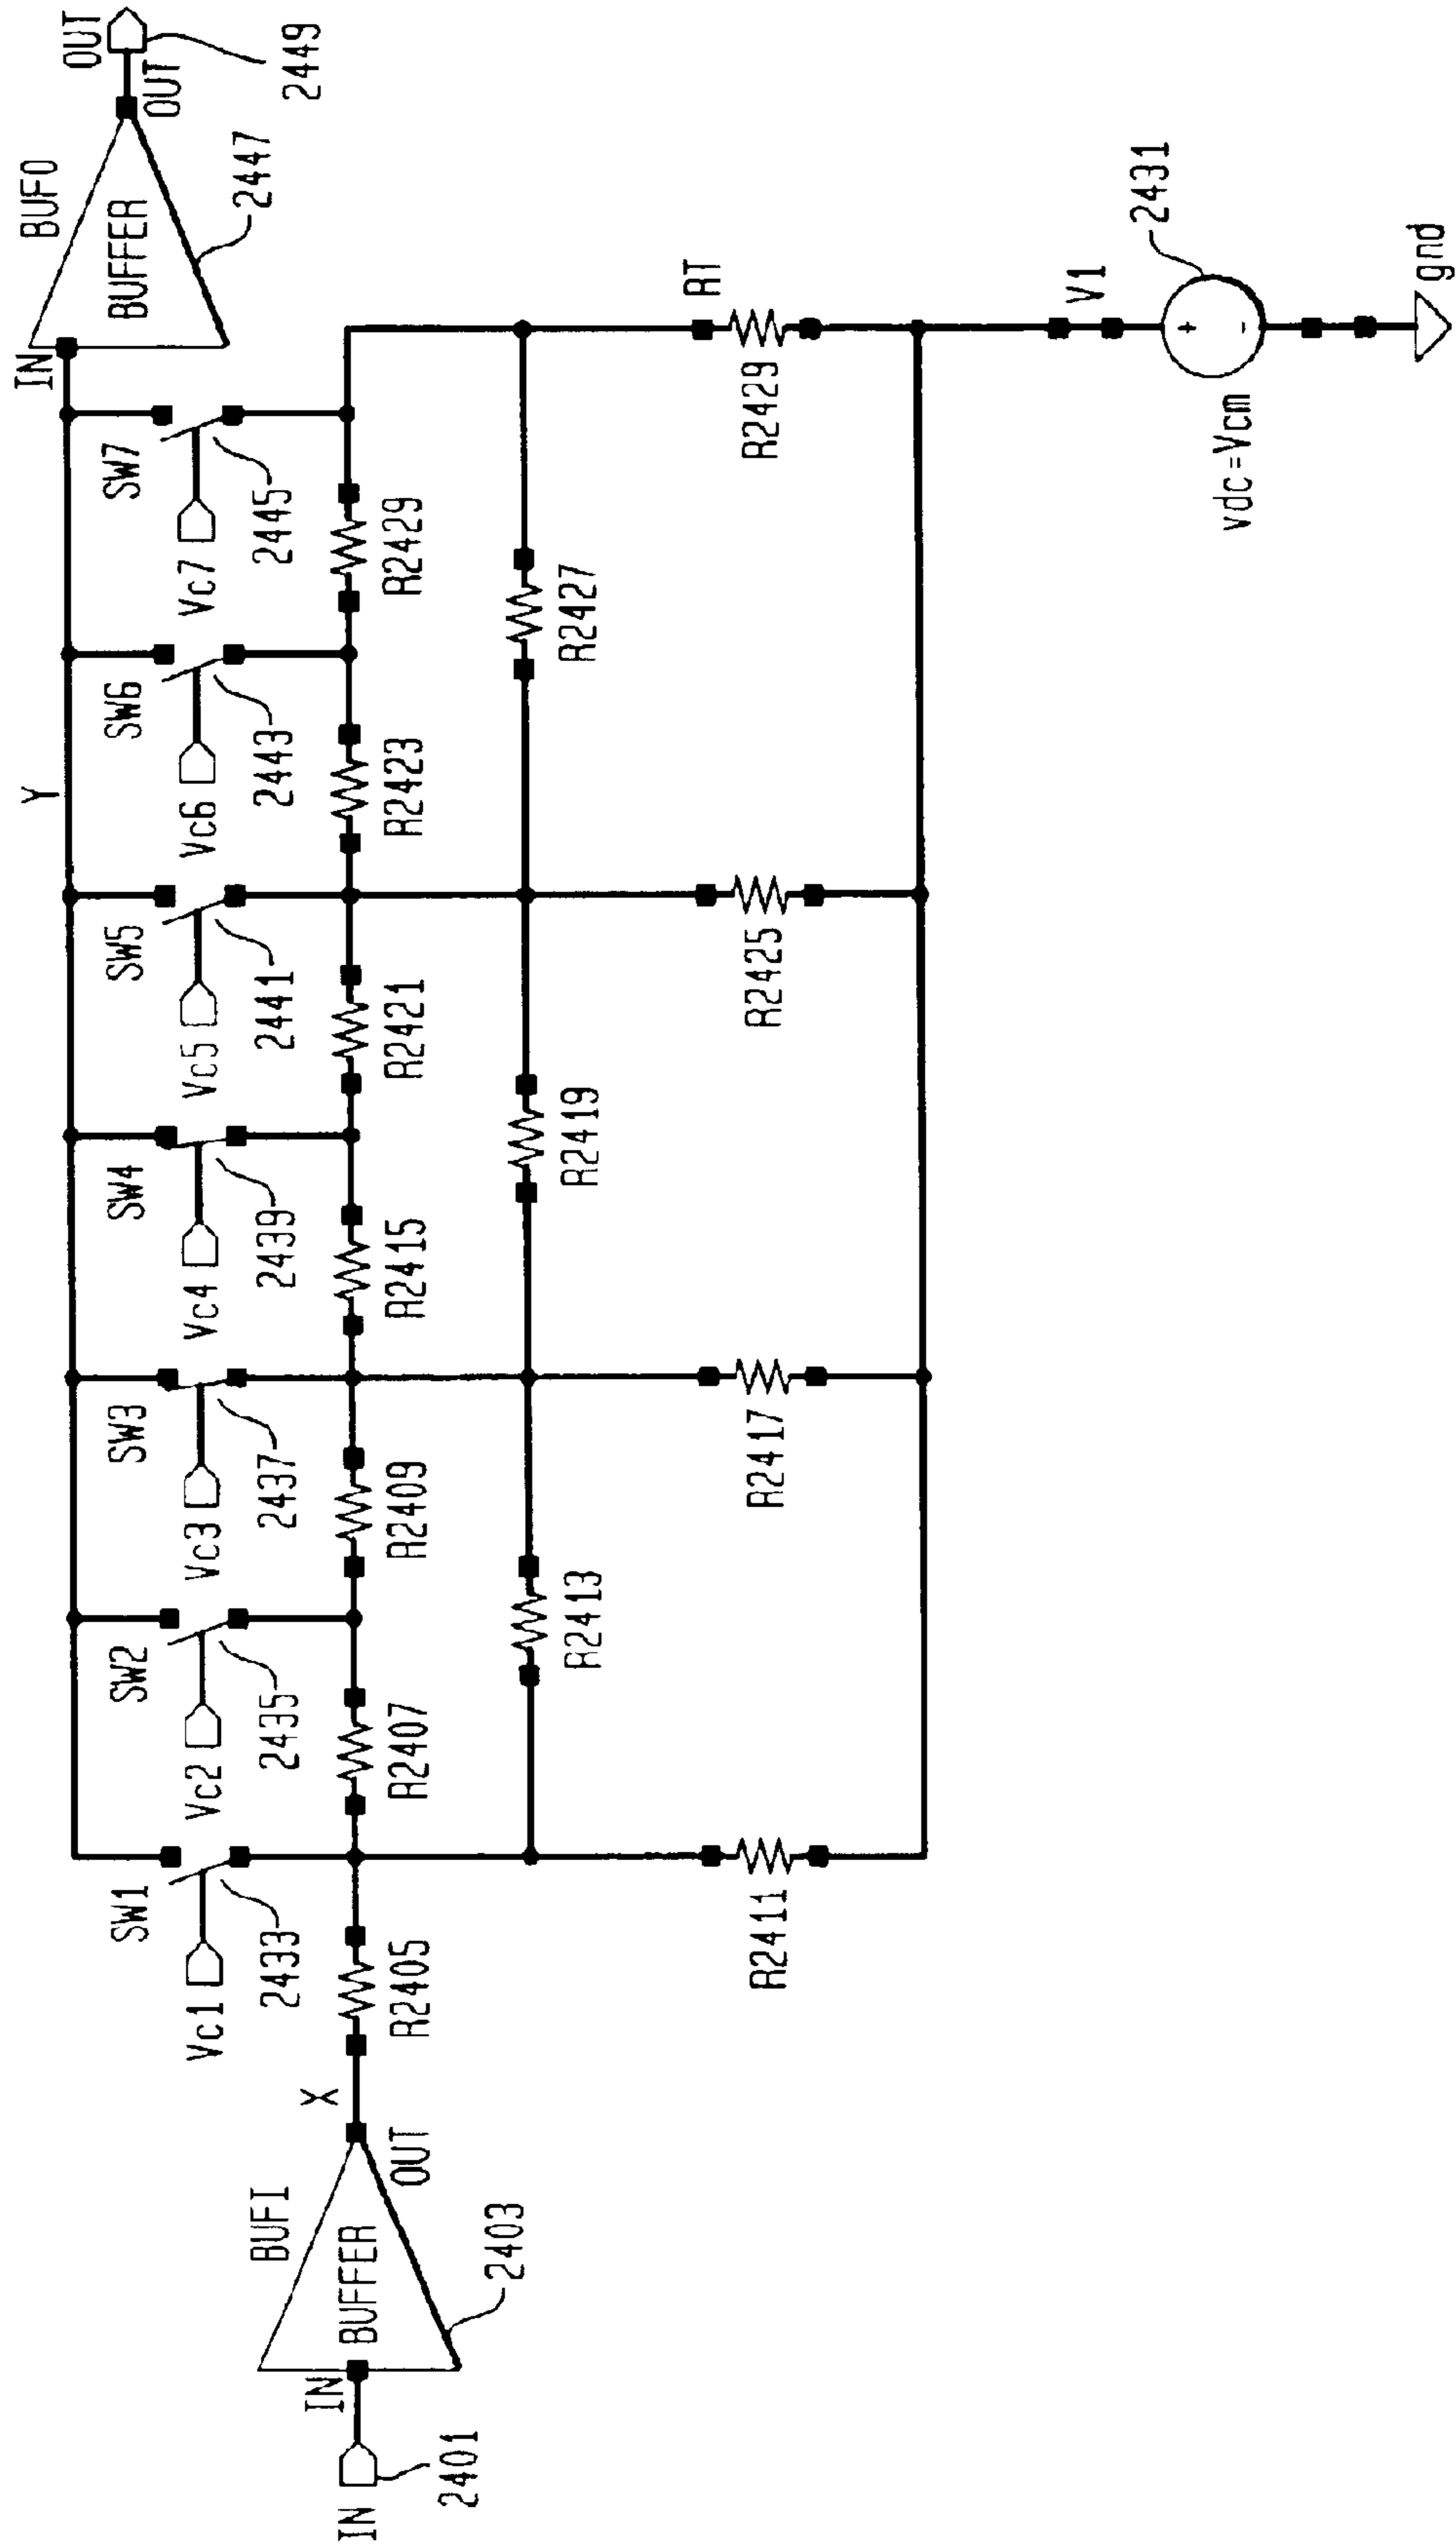 BUFO
OUT
IN
BUFFER
OUT
2449
2447
Y
SW1
SW2
SW3
SW4
SW5
SW6
SW7
Vc1
Vc2
Vc3
Vc4
Vc5
Vc6
Vc7
2433
2435
2437
2439
2441
2443
2445
BUFI
X
IN
IN
BUFFER
OUT
2401
2403
R2405
R2407
R2409
R2415
R2421
R2423
R2429
R2413
R2419
R2427
RT
R2411
R2417
R2425
R2429
V1
2431
vdc=Vcm
gnd